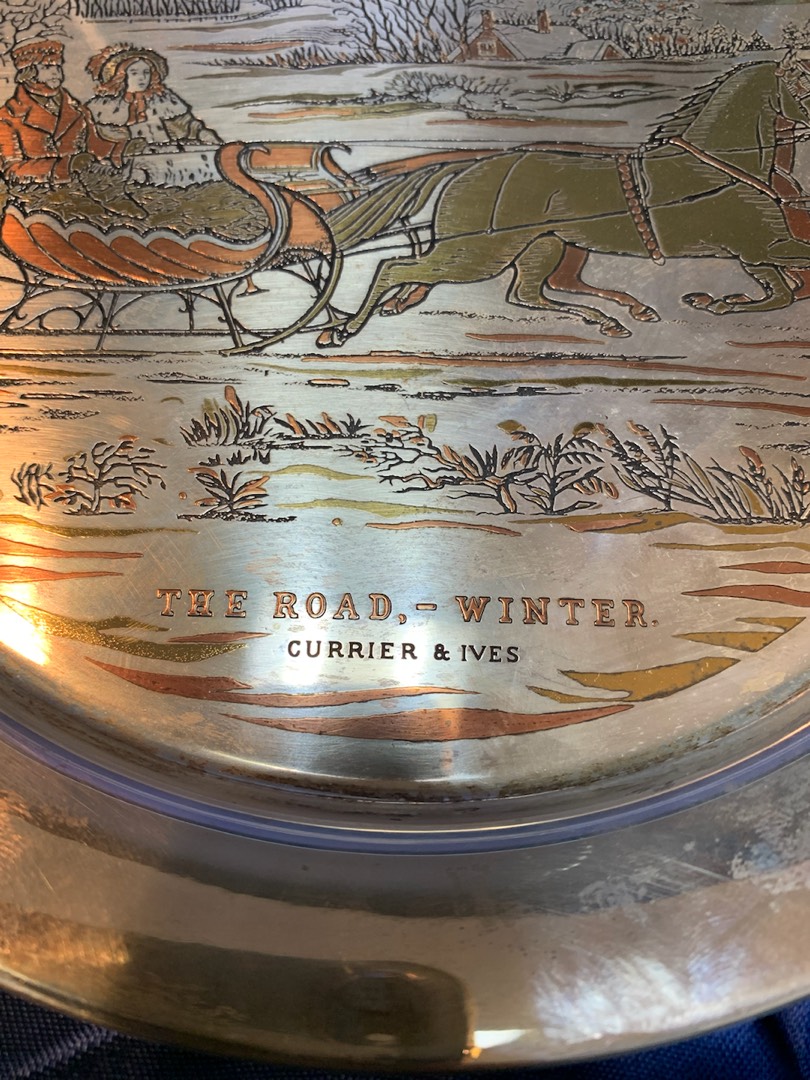 THE ROAD,- WINTER.
CURRIER & IVES